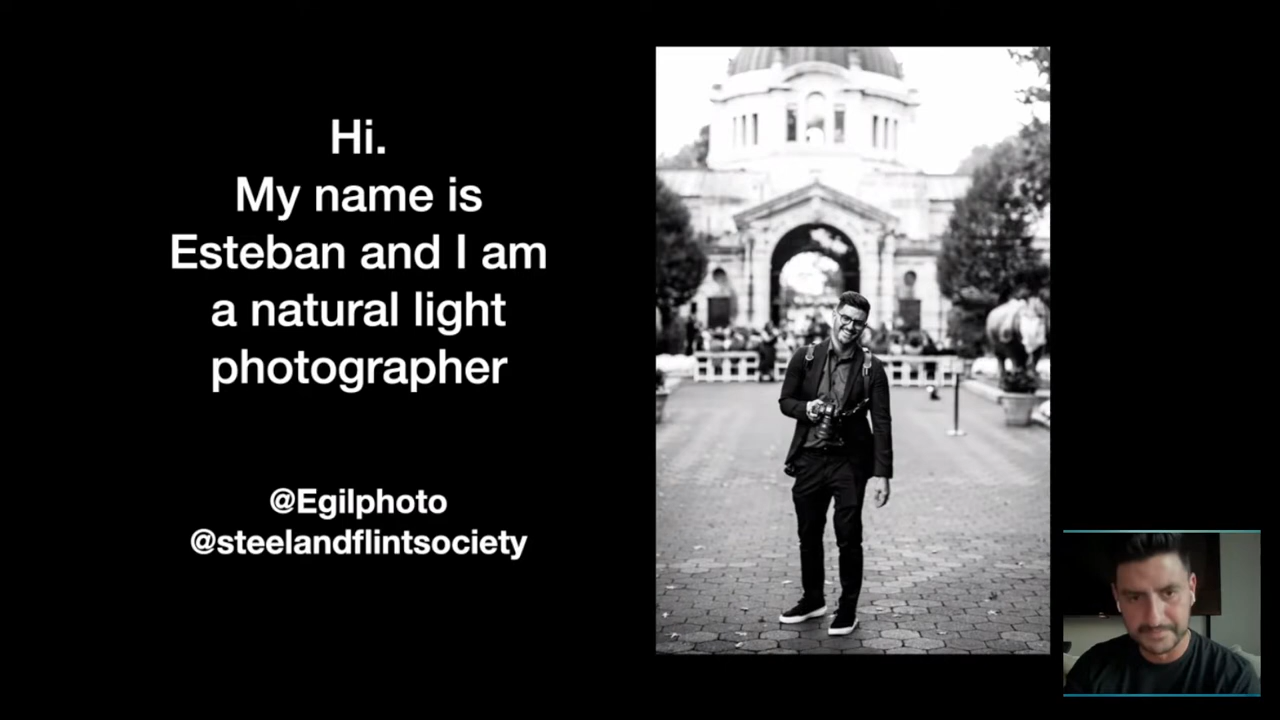 Hi.
My name is
Esteban and I am
a natural light
photographer
@Egilphoto
@steelandflintsociety